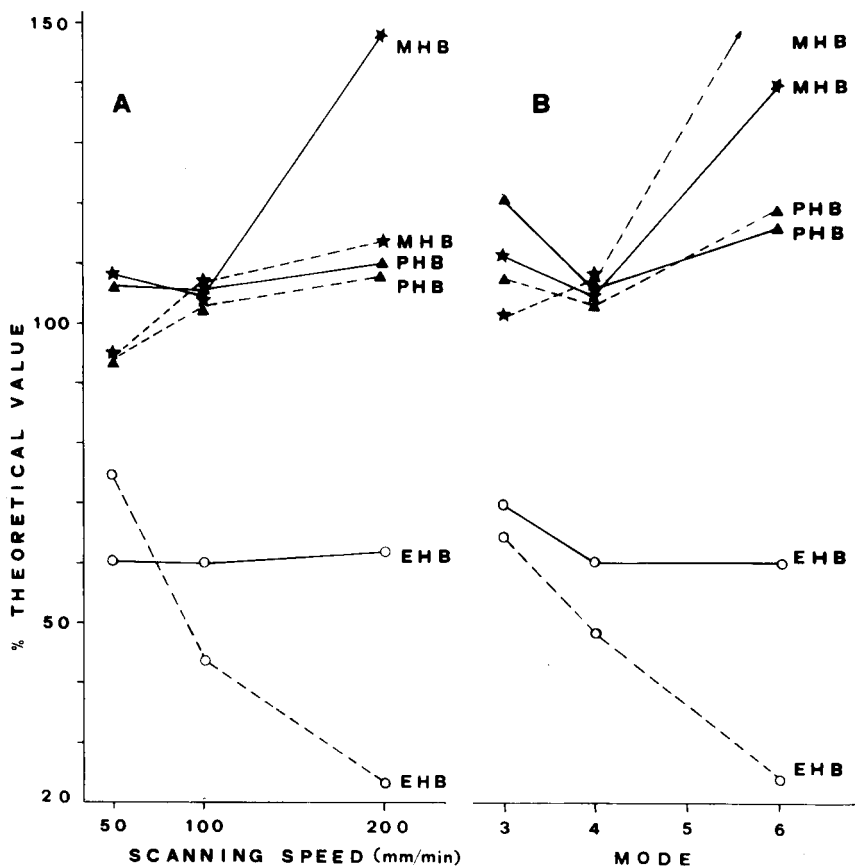 150
100
50
20
% THEORETICAL VALUE
A
MHB
MHB
PHB
PHB
EHB
EHB
50 100 200
SCANNING SPEED (mm/min)
B
MHB
MHB
PHB
PHB
EHB
EHB
3 4 5 6
MODE